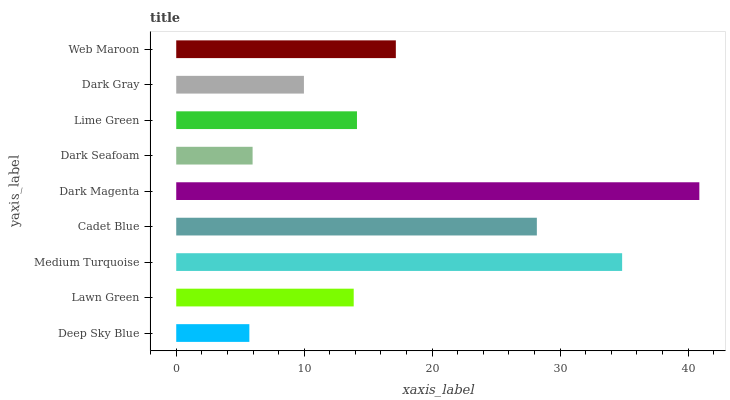 title
Web Maroon
Dark Gray
Lime Green
Dark Seafoam
Dark Magenta
Cadet Blue
Medium Turquoise
Lawn Green
Deep Sky Blue
yaxis_label
0 10 20 30 40
xaxis_label